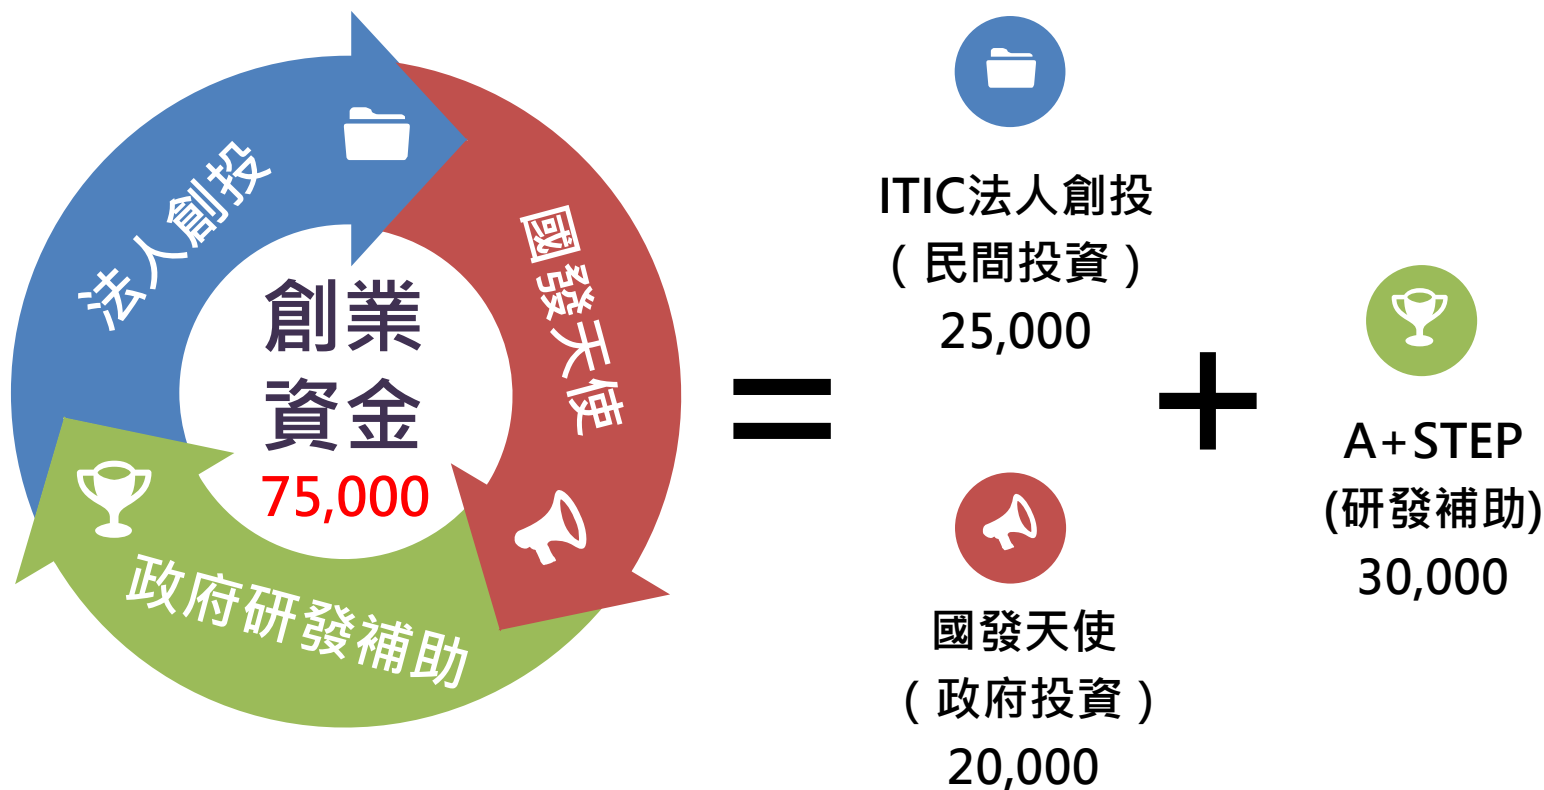 法人創投
國發天使
政府研發補助
創業
資金
75,000
=
ITIC法人創投
（民間投資）
25,000
國發天使
（政府投資）
20,000
+
A+STEP
(研發補助)
30,000